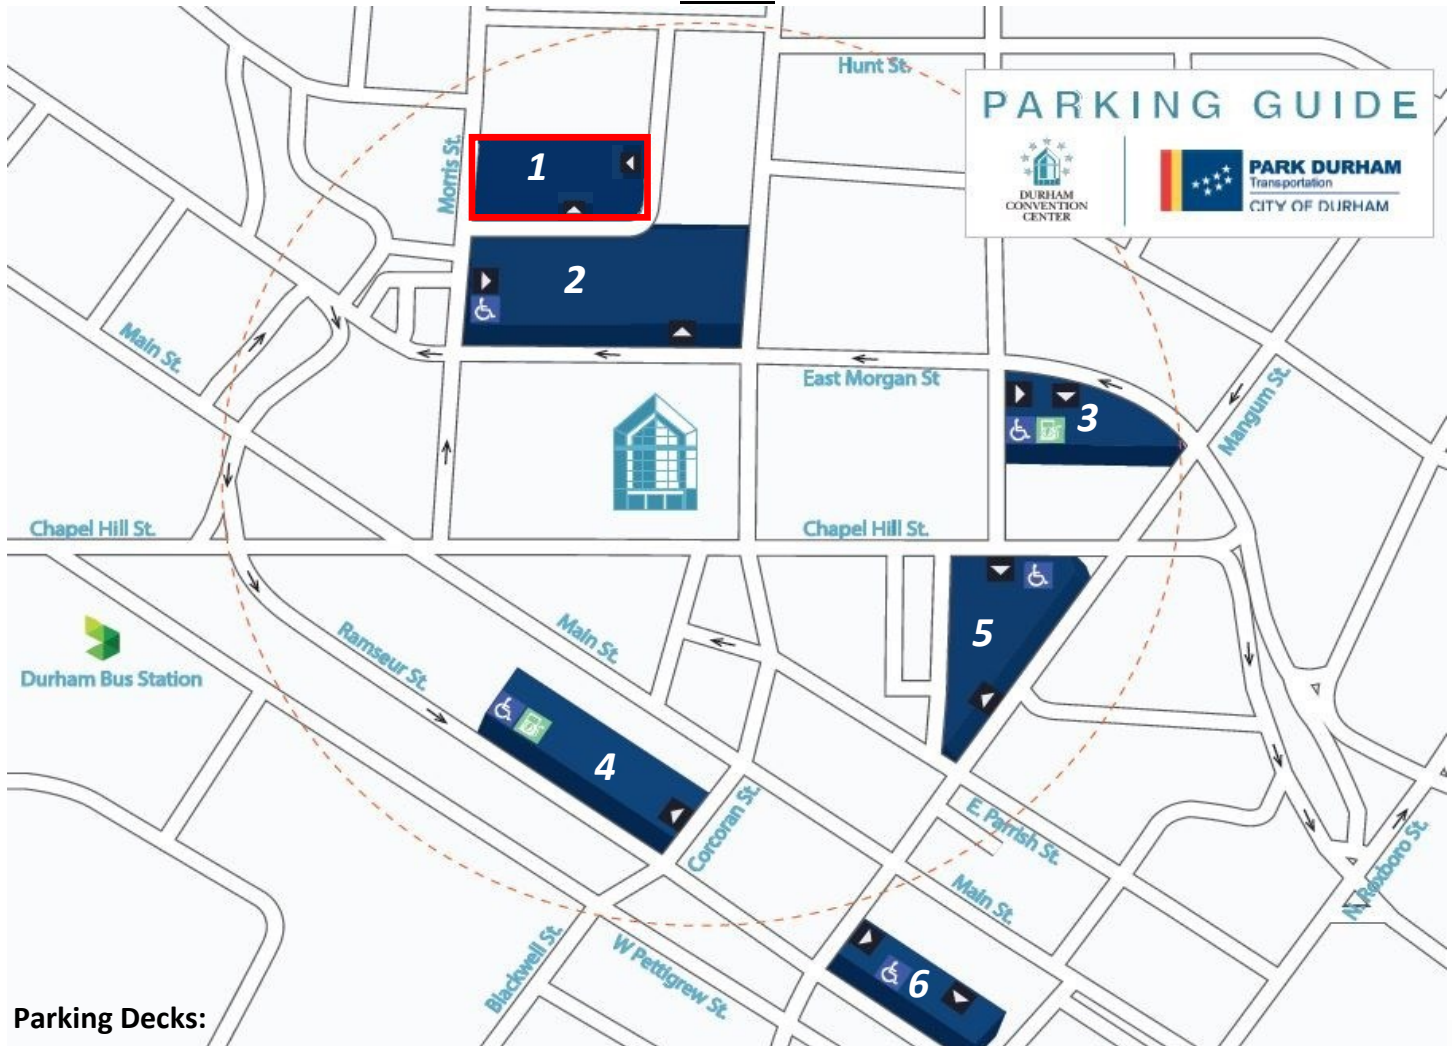 Hunt St.
PARKING GUIDE
DURHAM
CONVENTION
CENTER
PARK DURHAM
Transportation
CITY OF DURHAM
Morris St.
1
2
Main St.
East Morgan St
3
Mangum St.
Chapel Hill St.
Chapel Hill St.
Durham Bus Station
Ramseur St.
Main St.
5
4
Corcoran St.
E. Parrish St.
Main St.
N. Roxboro St.
Blackwell St.
W Pettigrew St.
6
Parking Decks: